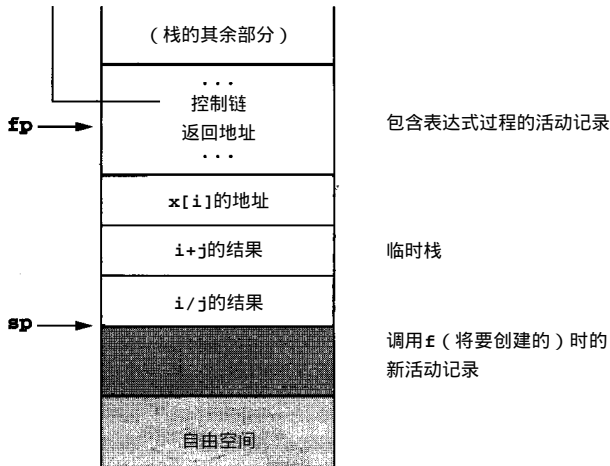 （栈的其余部分）
...
控制链
fp
返回地址
包含表达式过程的活动记录
...
x[i]的地址
i+j的结果
临时栈
i/j的结果
sp
调用f（将要创建的）时的
新活动记录
自由空间